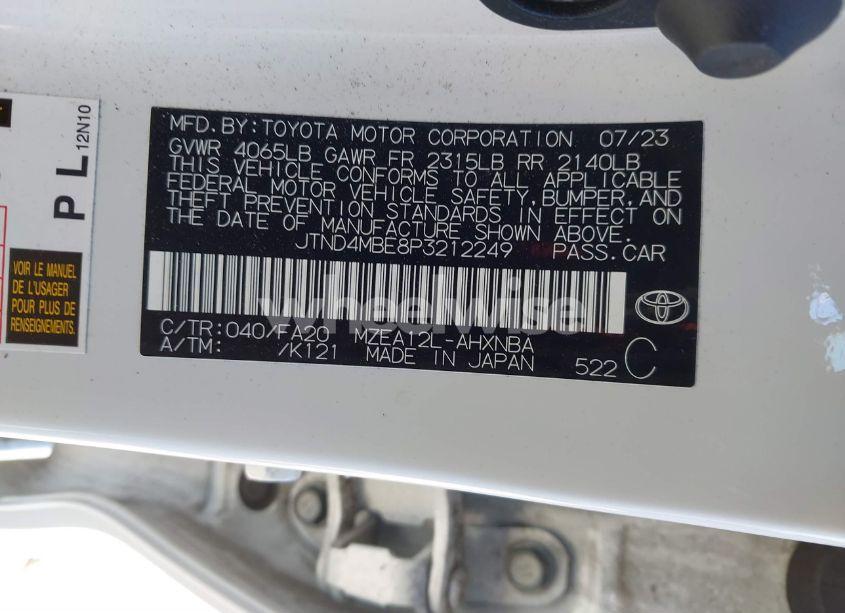 P L
12N10
VOIR LE MANUEL
DE L'USAGER
POUR PLUS DE
RENSEIGNEMENTS.
MFD.BY:TOYOTA MOTOR CORPORATION 07/23
GVWR 4065LB GAWR FR 2315LB RR 2140LB
THIS VEHICLE CONFORMS TO ALL APPLICABLE
FEDERAL MOTOR VEHICLE SAFETY,BUMPER,AND
THEFT PREVENTION STANDARDS IN EFFECT ON
THE DATE OF MANUFACTURE SHOWN ABOVE.
JTND4MBE8P3212249 PASS.CAR
wheelwise
C/TR:040/FA20 MZEA12L-AHXNBA
A/TM: /K121 MADE IN JAPAN 522 C